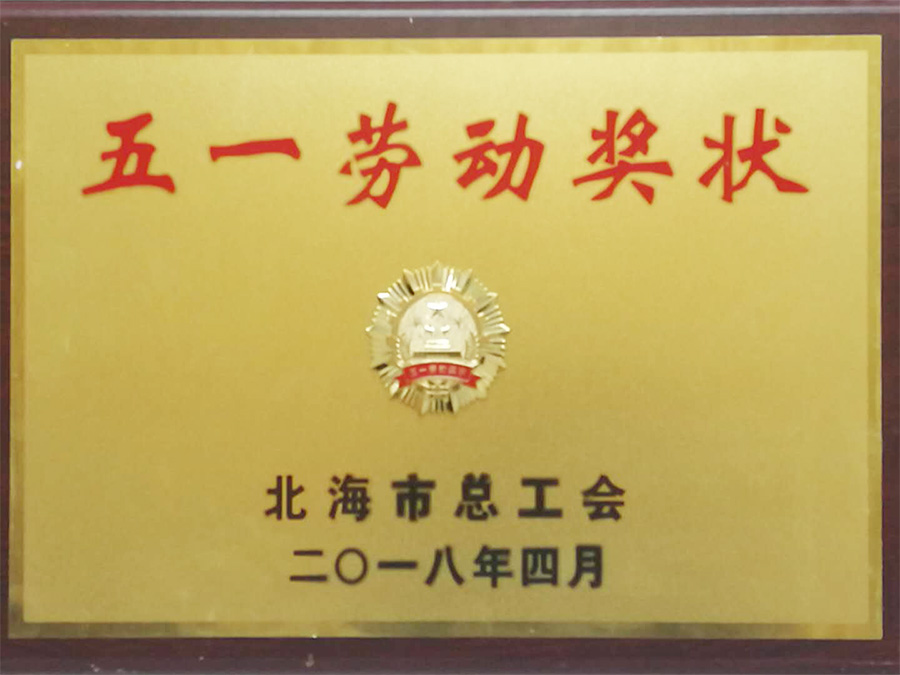 五一劳动奖状
北海市总工会
二〇一八年四月